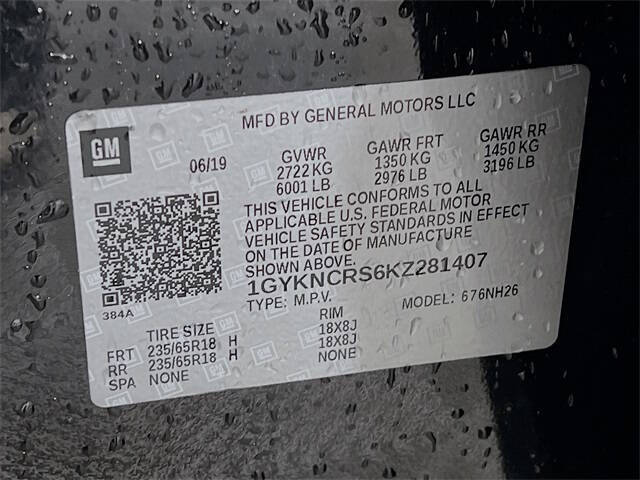 MFD BY GENERAL MOTORS LLC
GM
06/19
GVWR GAWR FRT GAWR RR
2722 KG 1350 KG 1450 KG
6001 LB 2976 LB 3196 LB
THIS VEHICLE CONFORMS TO ALL
APPLICABLE U.S. FEDERAL MOTOR
VEHICLE SAFETY STANDARDS IN EFFECT
ON THE DATE OF MANUFACTURE
SHOWN ABOVE.
1GYKNCRS6KZ281407
TYPE: M.P.V. MODEL: 676NH26
384A
TIRE SIZE RIM
FRT 235/65R18 H 18X8J
RR 235/65R18 H 18X8J
SPA NONE NONE